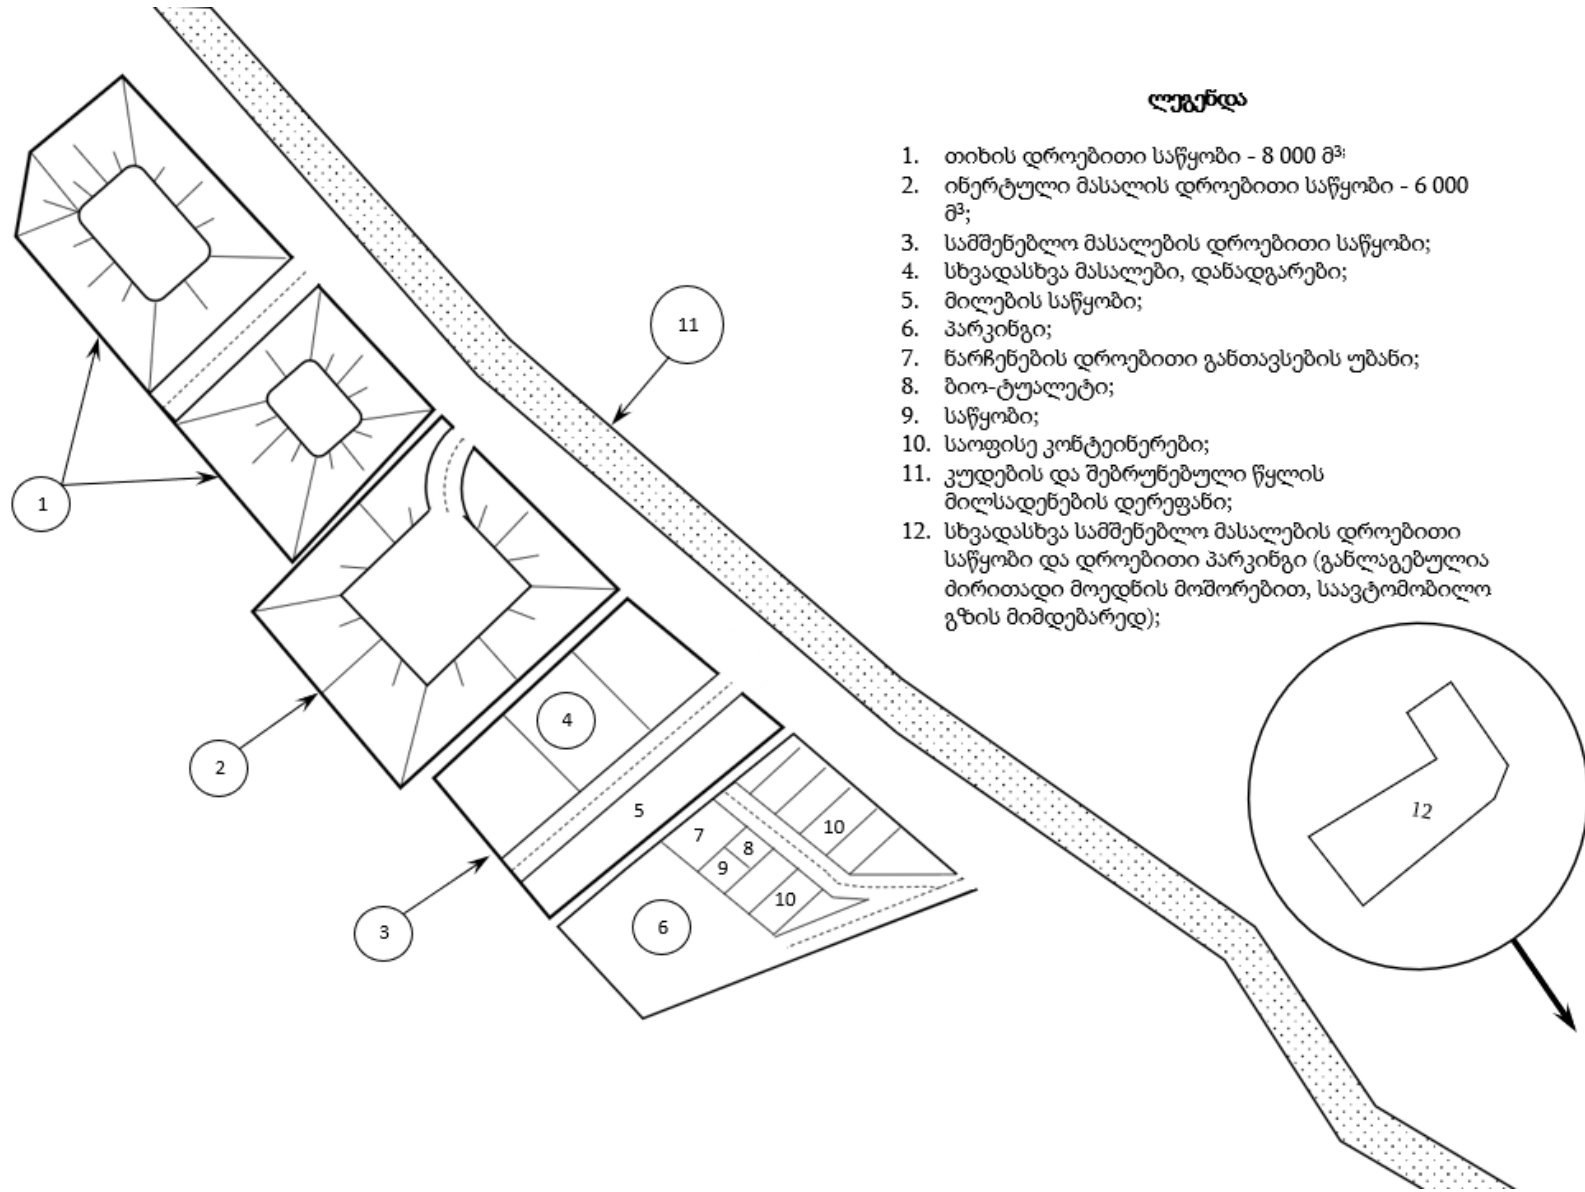 ლეგენდა
1. თიხის დროებითი საწყობი - 8 000 მ³;
2. ინერტული მასალის დროებითი საწყობი - 6 000
მ³;
3. სამშენებლო მასალების დროებითი საწყობი;
4. სხვადასხვა მასალები, დანადგარები;
5. მილების საწყობი;
6. პარკინგი;
7. ნარჩენების დროებითი განთავსების უბანი;
8. ბიო-ტუალეტი;
9. საწყობი;
10. საოფისე კონტეინერები;
11. კუდების და შებრუნებული წყლის
მილსადენების დერეფანი;
12. სხვადასხვა სამშენებლო მასალების დროებითი
საწყობი და დროებითი პარკინგი (განლაგებულია
ძირითადი მოედნის მოშორებით, საავტომობილო
გზის მიმდებარედ);
11
1
4
2
5
7
8
10
9
10
3
6
12